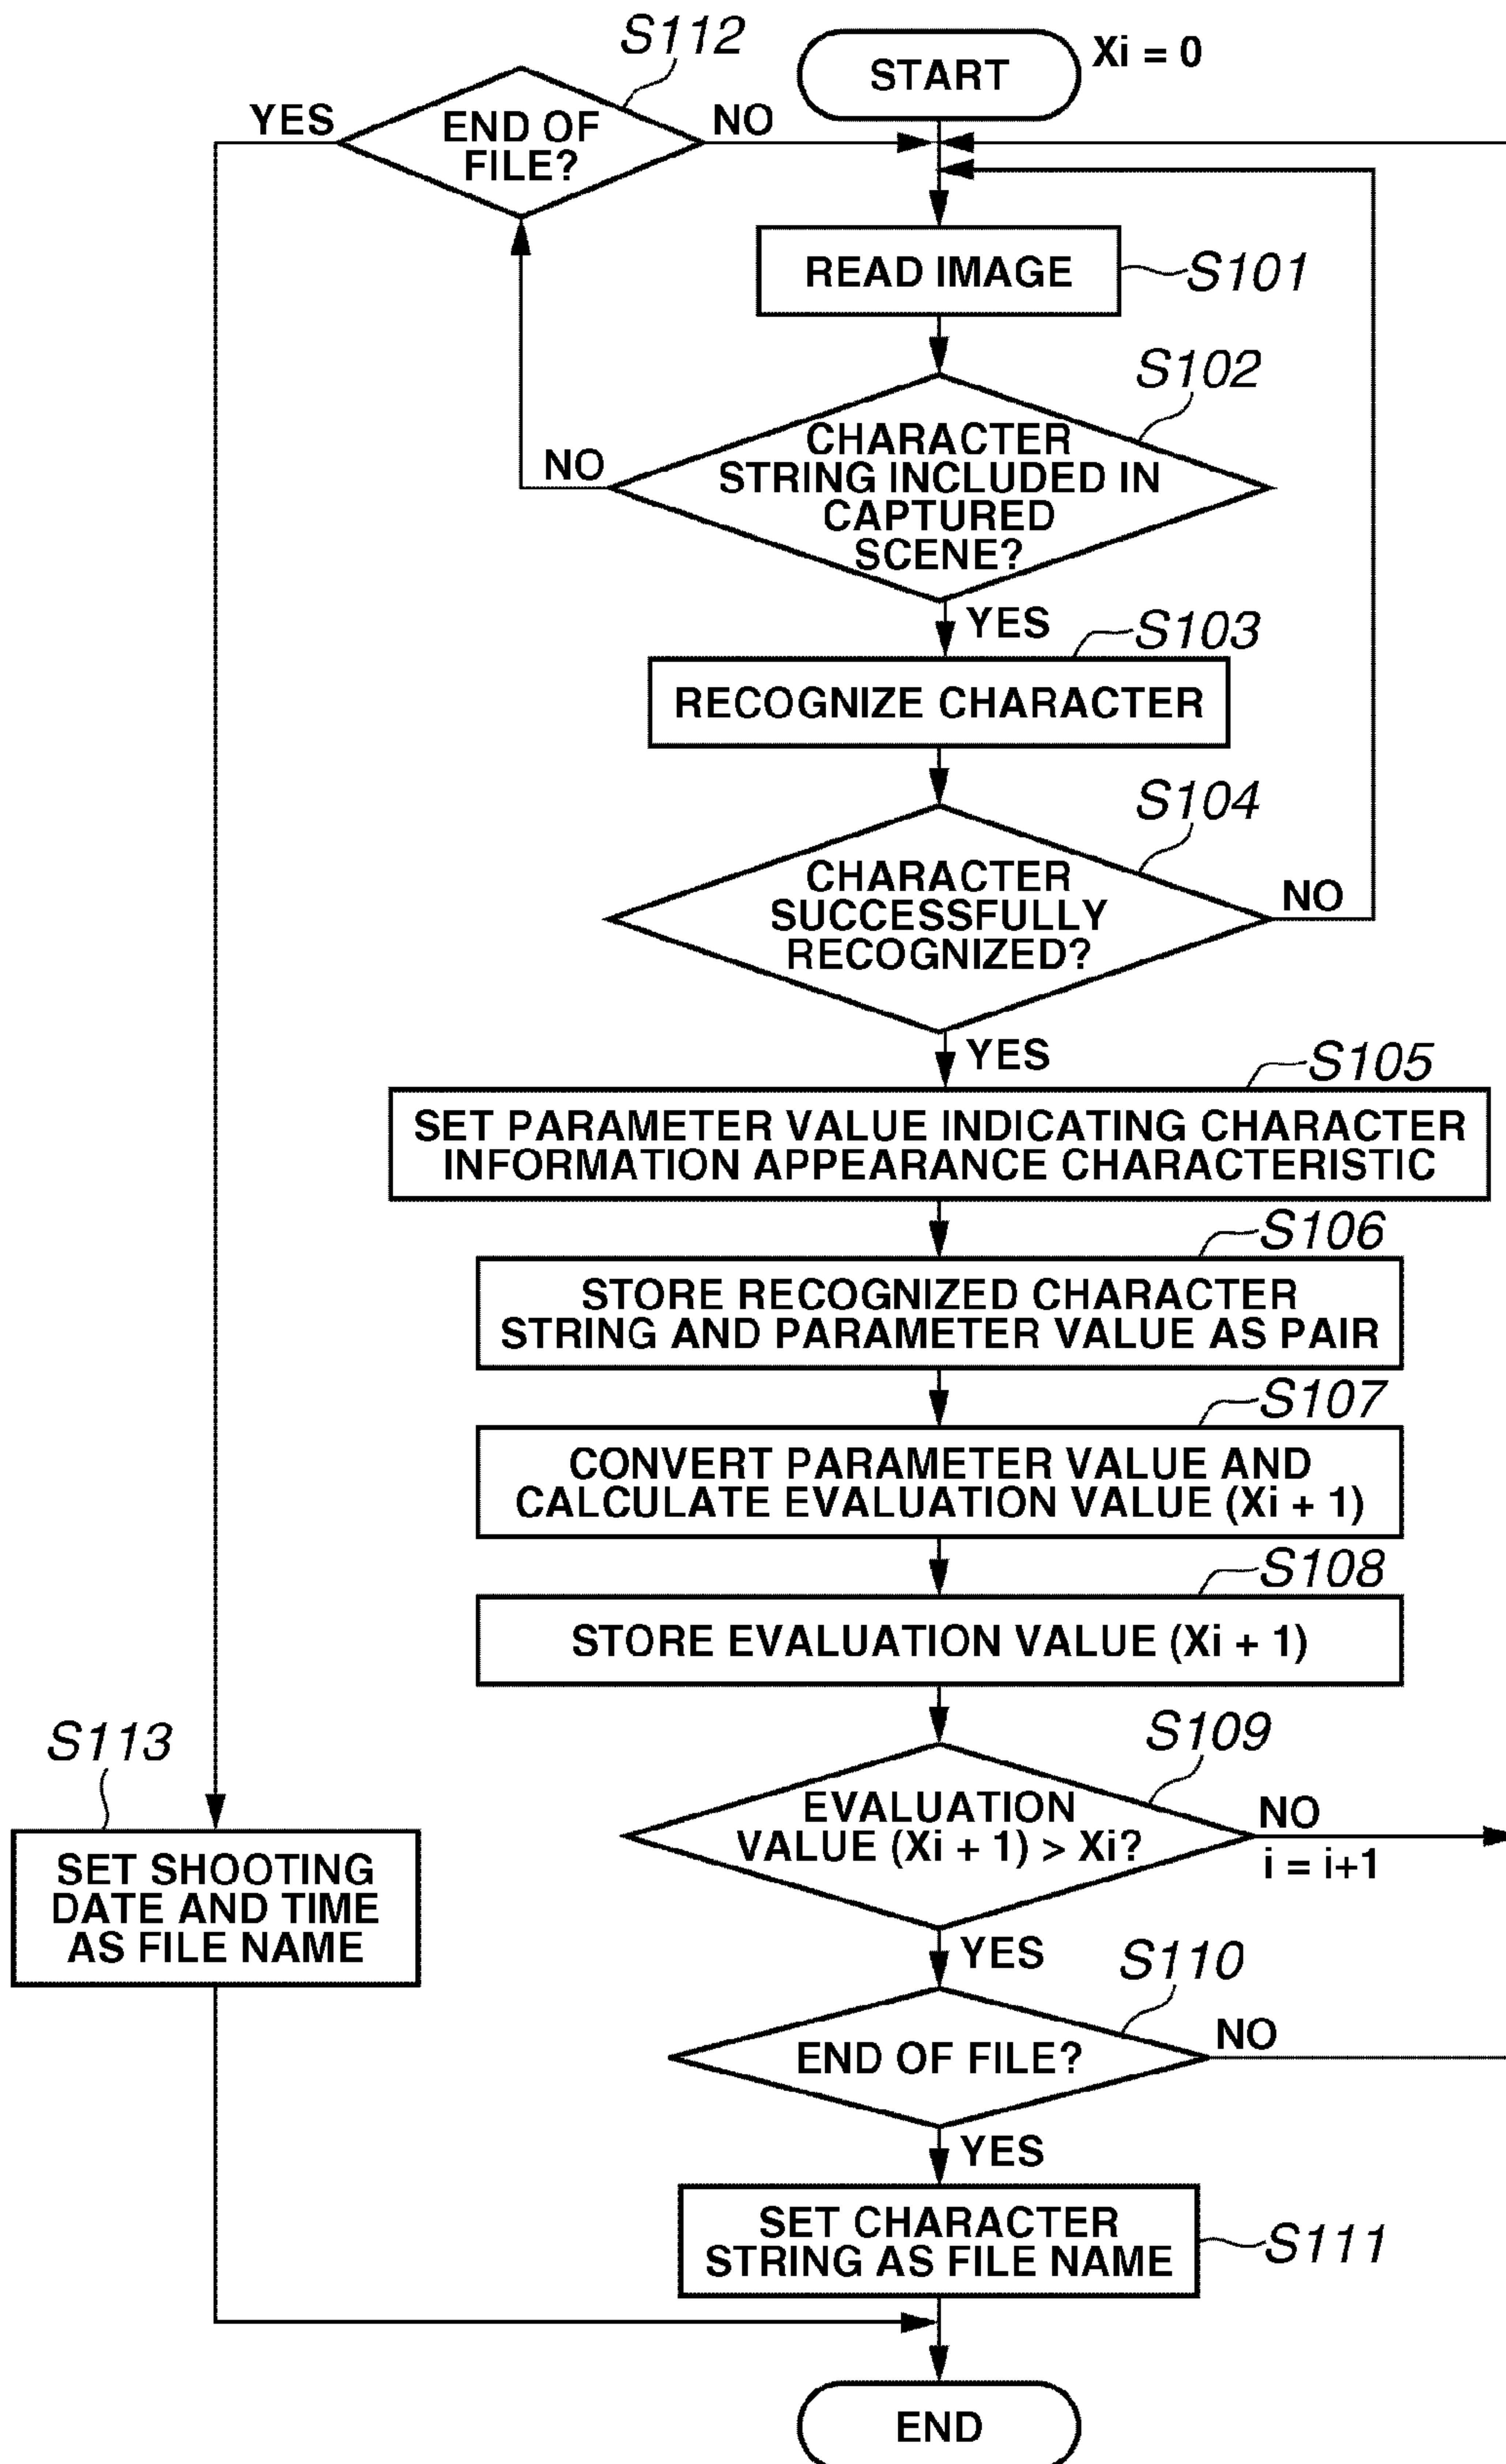 S112
START
Xi = 0
YES
END OF
FILE?
NO
READ IMAGE
S101
S102
CHARACTER
STRING INCLUDED IN
CAPTURED
SCENE?
NO
YES
S103
RECOGNIZE CHARACTER
S104
CHARACTER
SUCCESSFULLY
RECOGNIZED?
NO
YES
S105
SET PARAMETER VALUE INDICATING CHARACTER
INFORMATION APPEARANCE CHARACTERISTIC
S106
STORE RECOGNIZED CHARACTER
STRING AND PARAMETER VALUE AS PAIR
S107
CONVERT PARAMETER VALUE AND
CALCULATE EVALUATION VALUE (Xi + 1)
S108
STORE EVALUATION VALUE (Xi + 1)
S109
EVALUATION
VALUE (Xi + 1) > Xi?
NO
i = i+1
YES
S113
SET SHOOTING
DATE AND TIME
AS FILE NAME
S110
END OF FILE?
NO
YES
SET CHARACTER
STRING AS FILE NAME
S111
END